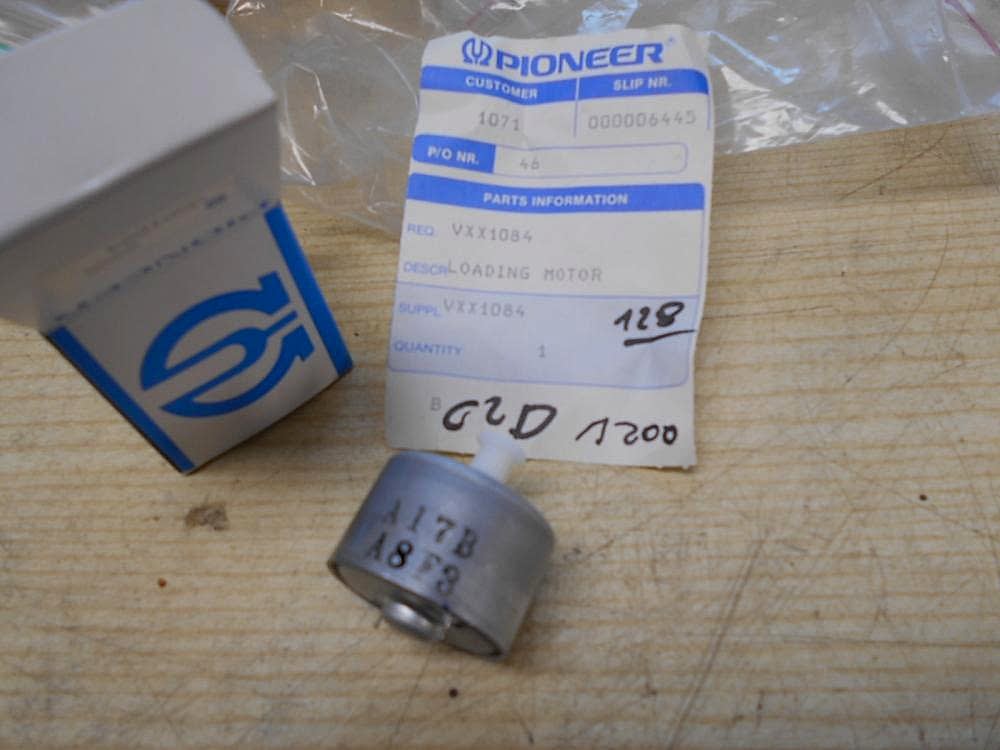 PIONEER
CUSTOMER SLIP NR.
1071 000006445
P/O NR. 46
PARTS INFORMATION
REQ. VXX1084
DESCR LOADING MOTOR
SUPPL. VXX1084
128
QUANTITY 1
B
1200
A17B
A8F3